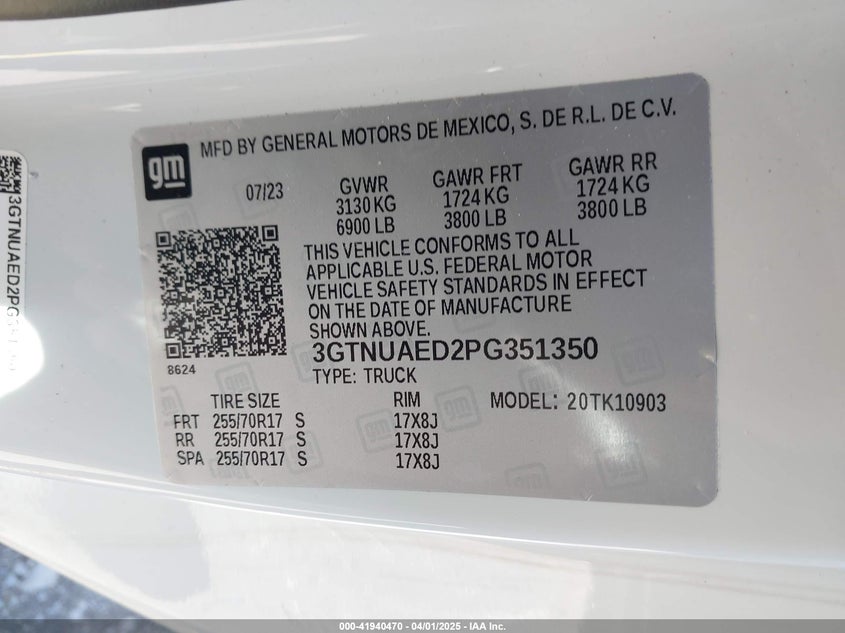 gm
MFD BY GENERAL MOTORS DE MEXICO, S. DE R.L. DE C.V.
07/23
GVWR
3130 KG
6900 LB
GAWR FRT
1724 KG
3800 LB
GAWR RR
1724 KG
3800 LB
THIS VEHICLE CONFORMS TO ALL
APPLICABLE U.S. FEDERAL MOTOR
VEHICLE SAFETY STANDARDS IN EFFECT
ON THE DATE OF MANUFACTURE
SHOWN ABOVE.
8624
3GTNUAED2PG351350
TYPE: TRUCK
TIRE SIZE RIM MODEL: 20TK10903
FRT 255/70R17 S 17X8J
RR 255/70R17 S 17X8J
SPA 255/70R17 S 17X8J
000-41940470 - 04/01/2025 - IAA Inc.